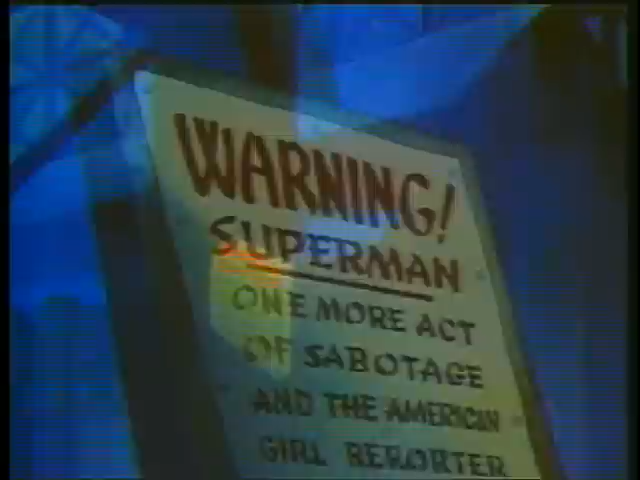 WARNING!
SUPERMAN
ONE MORE ACT
OF SABOTAGE
AND THE AMERICAN
GIRL REPORTER